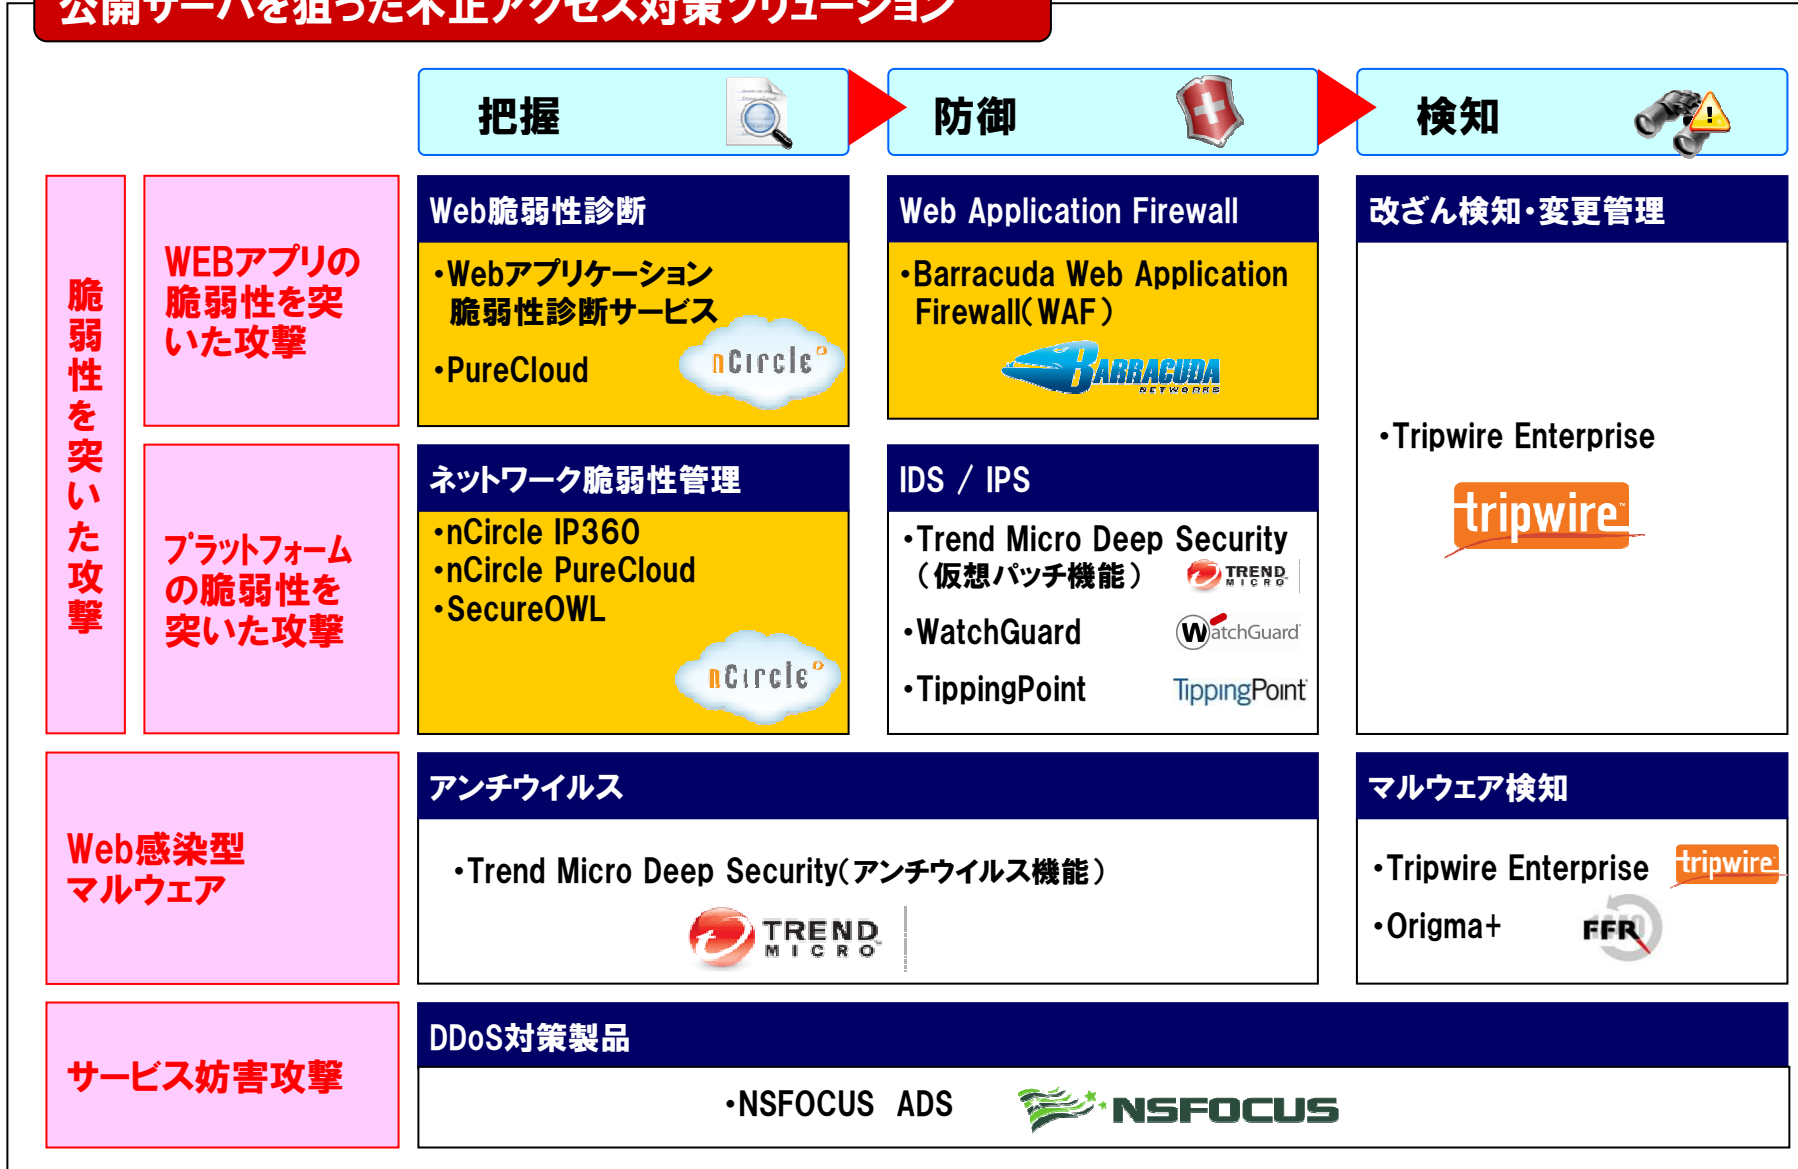 公開サーバを狙った不正アクセス対策ソリューション
把握
防御
検知
脆弱性を突いた攻撃
WEBアプリの
脆弱性を突
いた攻撃
Web脆弱性診断
・Webアプリケーション
脆弱性診断サービス
・PureCloud
nCircle
Web Application Firewall
・Barracuda Web Application
Firewall(WAF)
BARRACUDA
NETWORKS
改ざん検知・変更管理
・Tripwire Enterprise
tripwire
プラットフォーム
の脆弱性を
突いた攻撃
ネットワーク脆弱性管理
・nCircle IP360
・nCircle PureCloud
・SecureOWL
nCircle
IDS / IPS
・Trend Micro Deep Security
(仮想パッチ機能)
TREND
MICRO
・WatchGuard
WatchGuard
・TippingPoint
TippingPoint
Web感染型
マルウェア
アンチウイルス
・Trend Micro Deep Security(アンチウイルス機能)
TREND
MICRO
マルウェア検知
・Tripwire Enterprise
tripwire
・Origma+
FFR
サービス妨害攻撃
DDoS対策製品
・NSFOCUS ADS
NSFOCUS